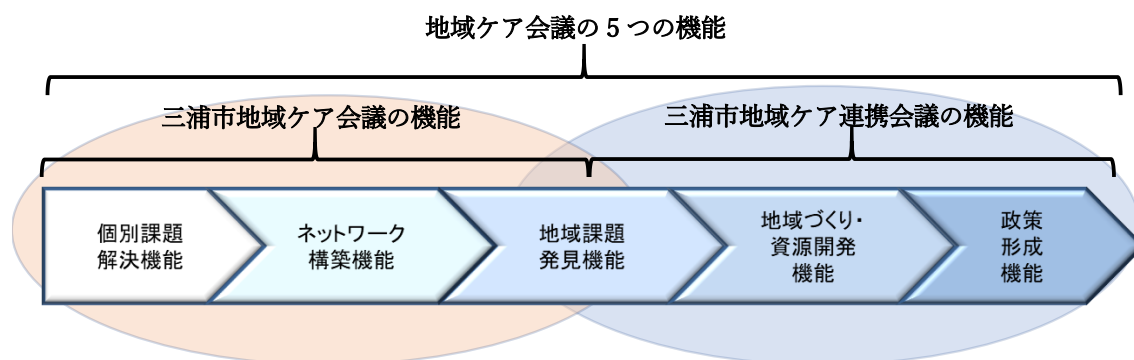 地域ケア会議の5つの機能
三浦市地域ケア会議の機能
三浦市地域ケア連携会議の機能
個別課題
解決機能
ネットワーク
構築機能
地域課題
発見機能
地域づくり・
資源開発
機能
政策
形成
機能